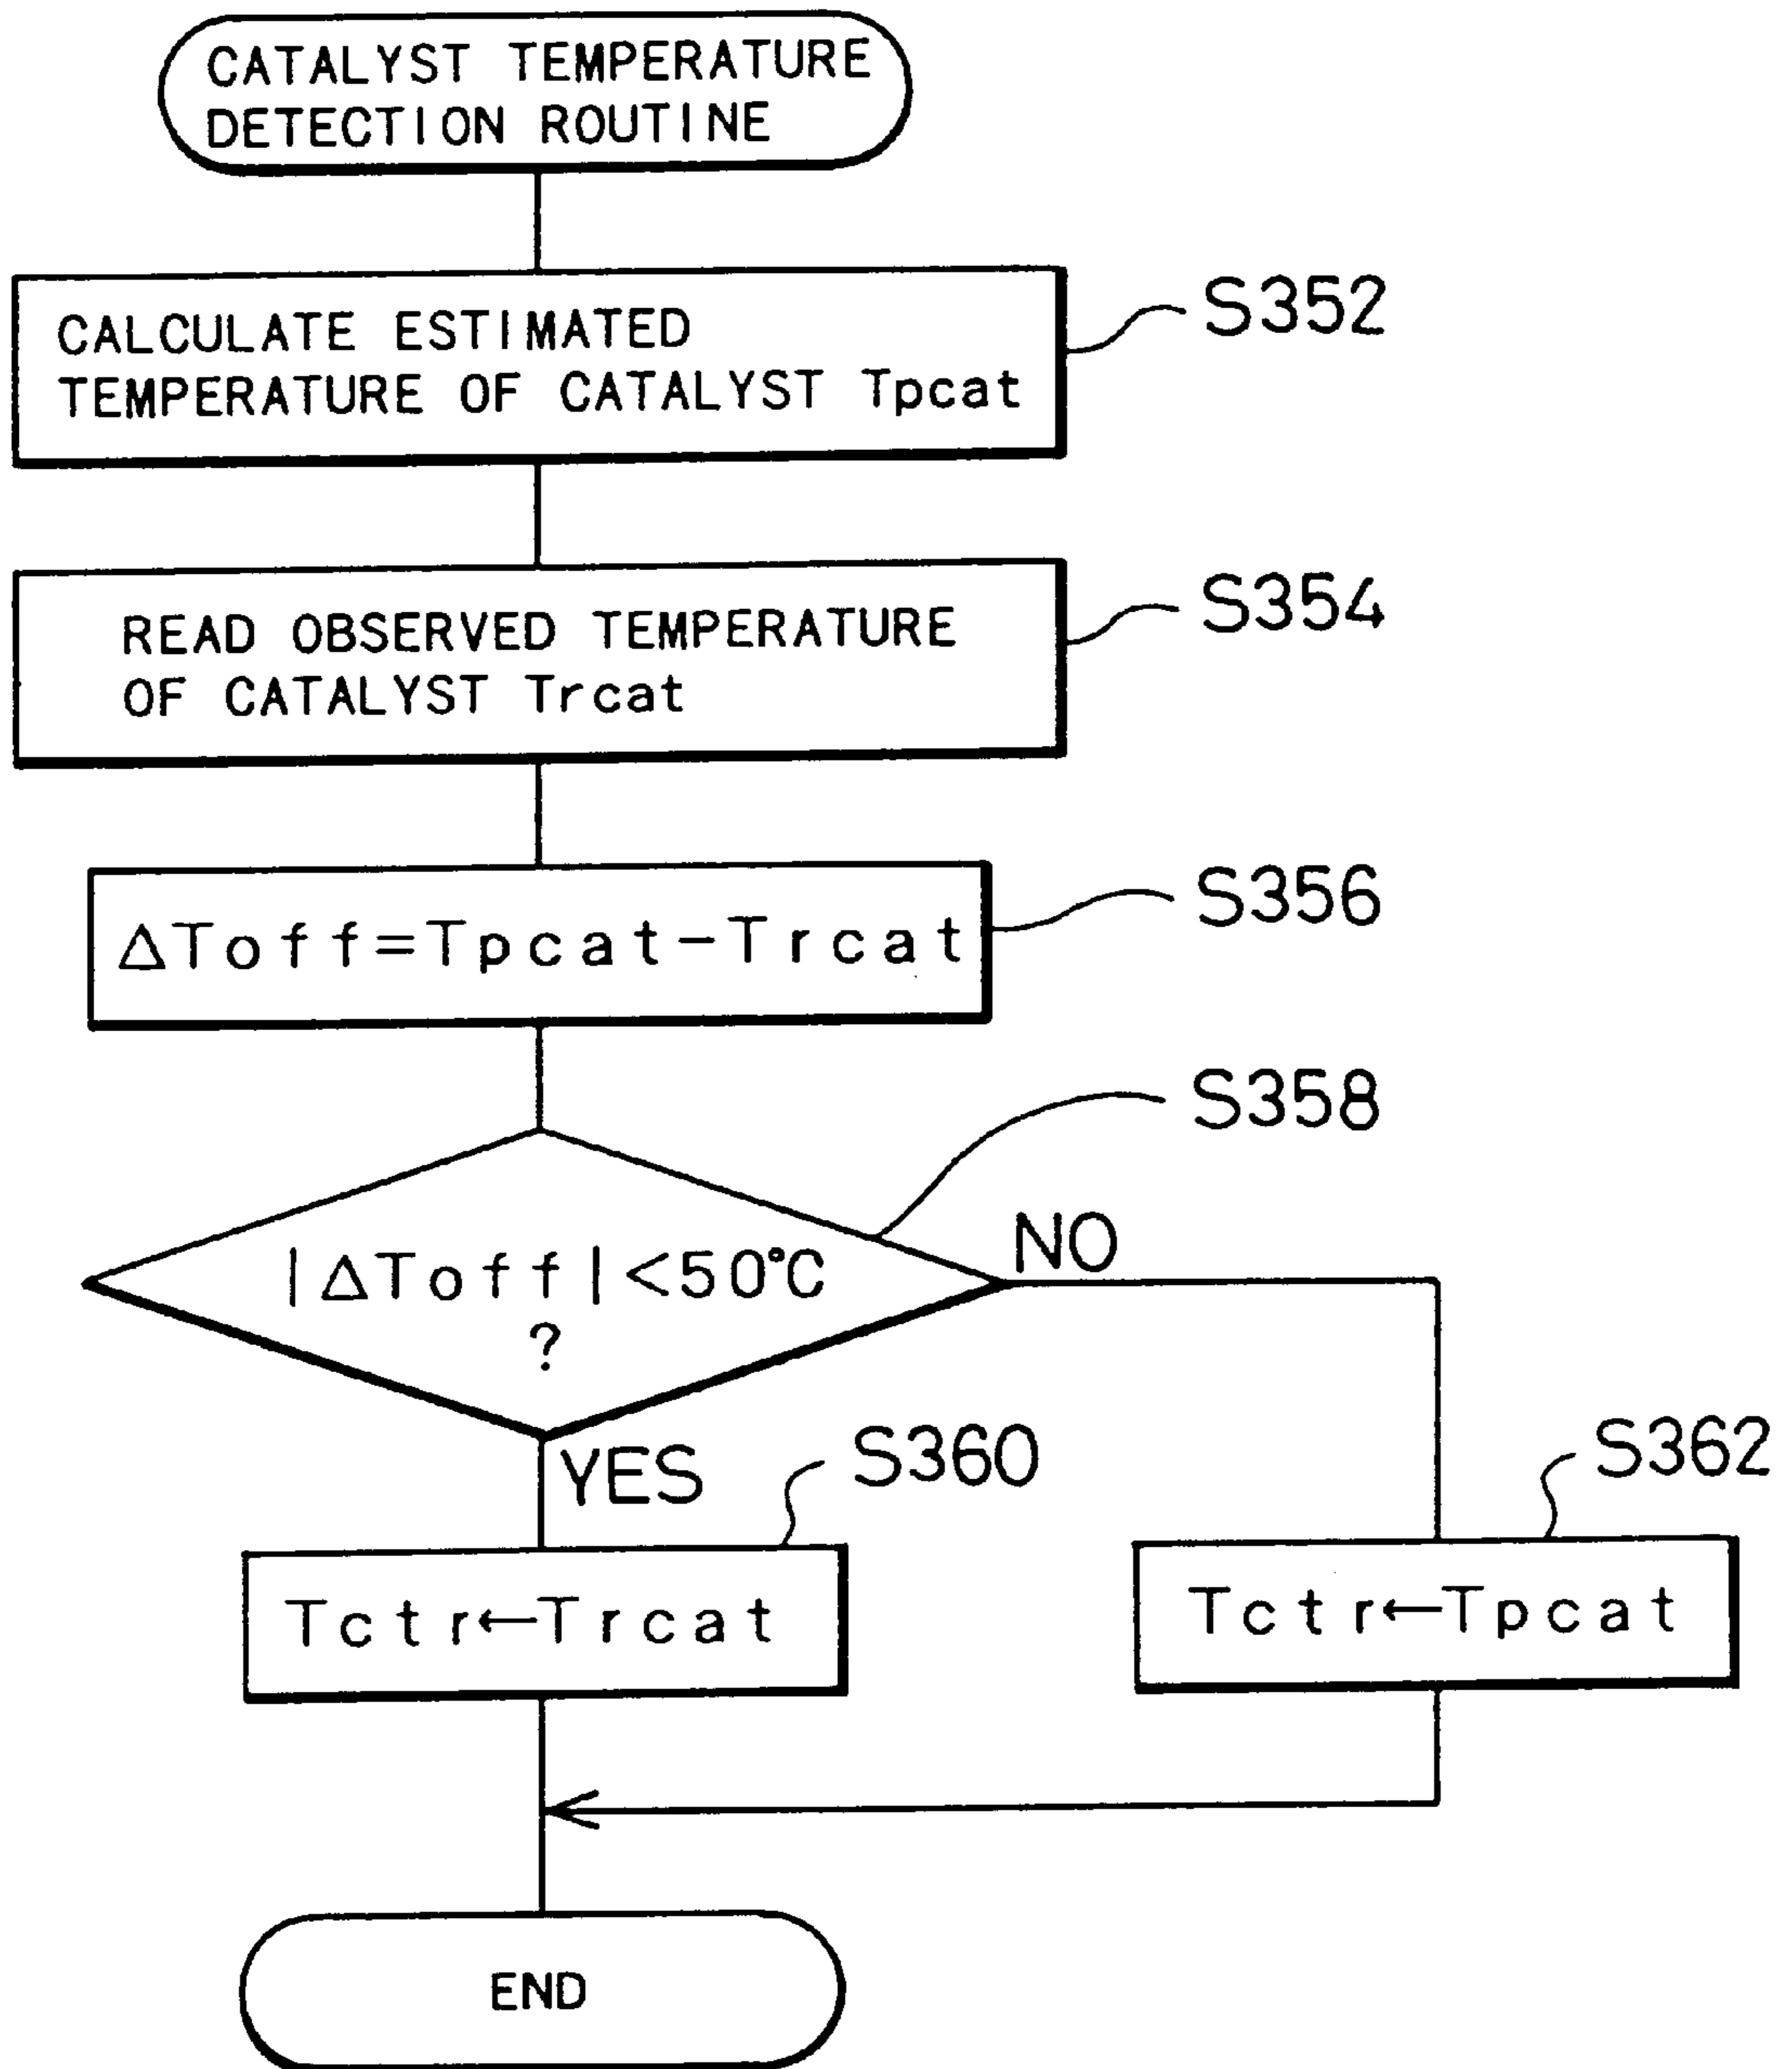 CATALYST TEMPERATURE
DETECTION ROUTINE
CALCULATE ESTIMATED
TEMPERATURE OF CATALYST Tpcat
S352
READ OBSERVED TEMPERATURE
OF CATALYST Trcat
S354
ΔToff=Tpcat-Trcat
S356
S358
|ΔToff|<50℃
?
NO
YES
S360
S362
Tctr←Trcat
Tctr←Tpcat
END